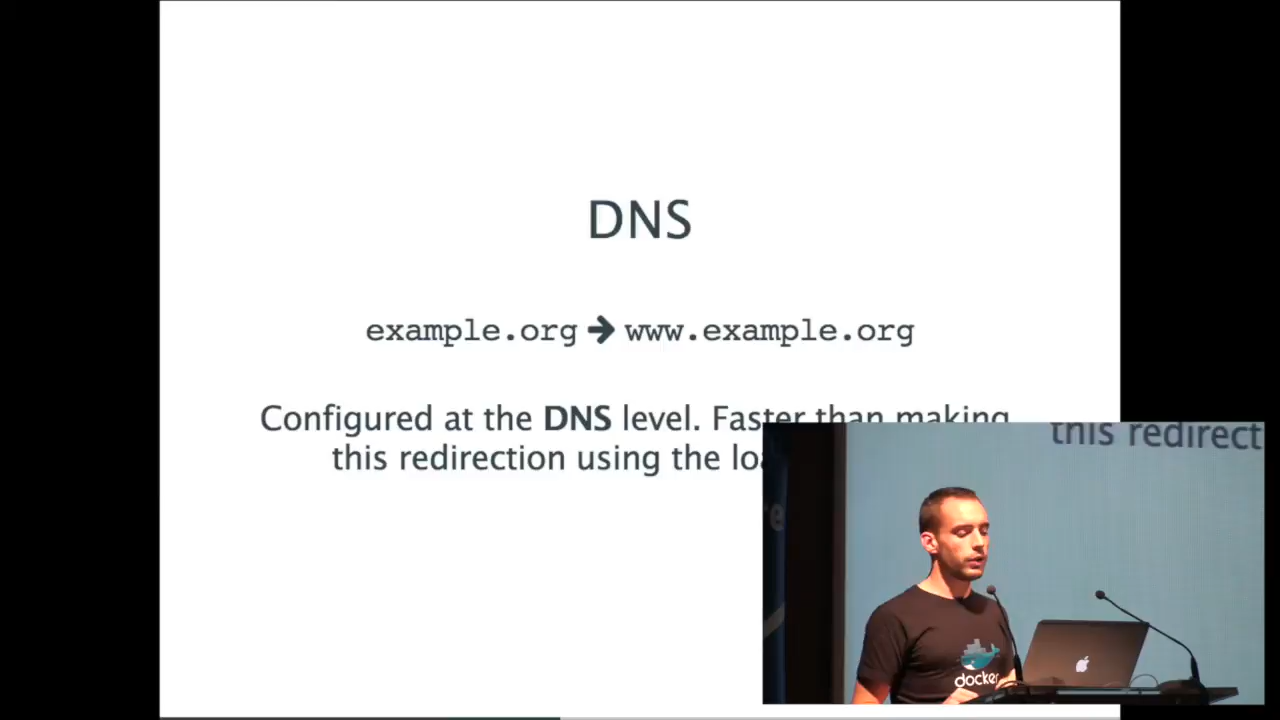 DNS
example.org → www.example.org
Configured at the DNS level. Faster than making
this redirection using the
this redirect
docker